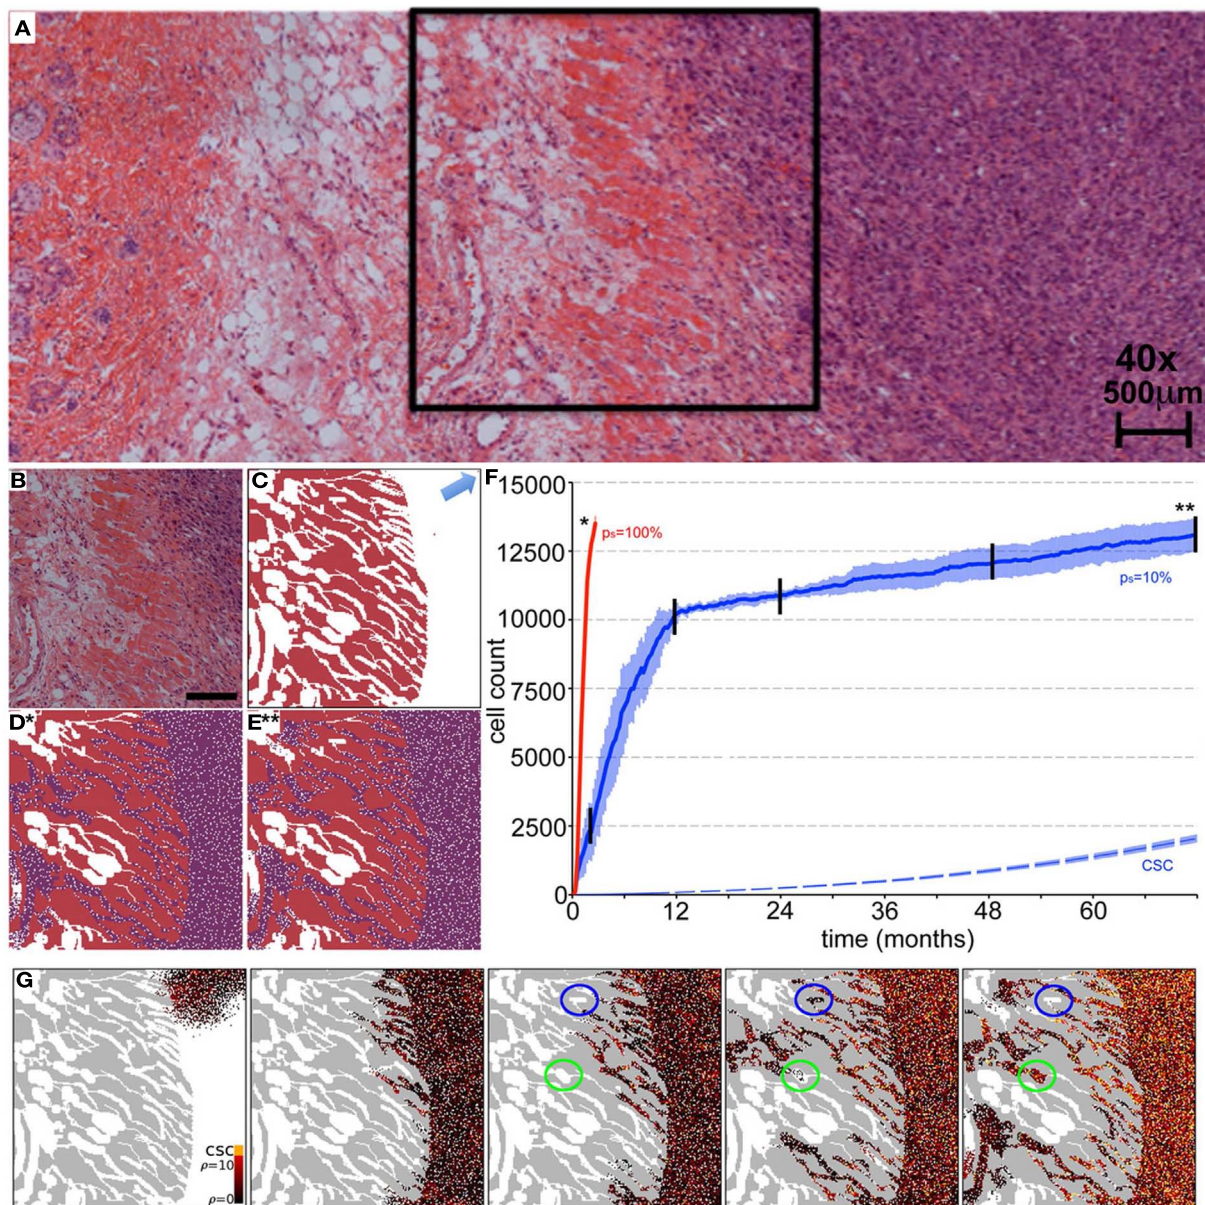 A
40x
500μm
B
C
F
D*
E**
15000
12500
10000
7500
5000
2500
0
cell count
*
pₛ=100%
**
pₛ=10%
CSC
0
12
24
36
48
60
time (months)
G
CSC
ρ=10
ρ=0